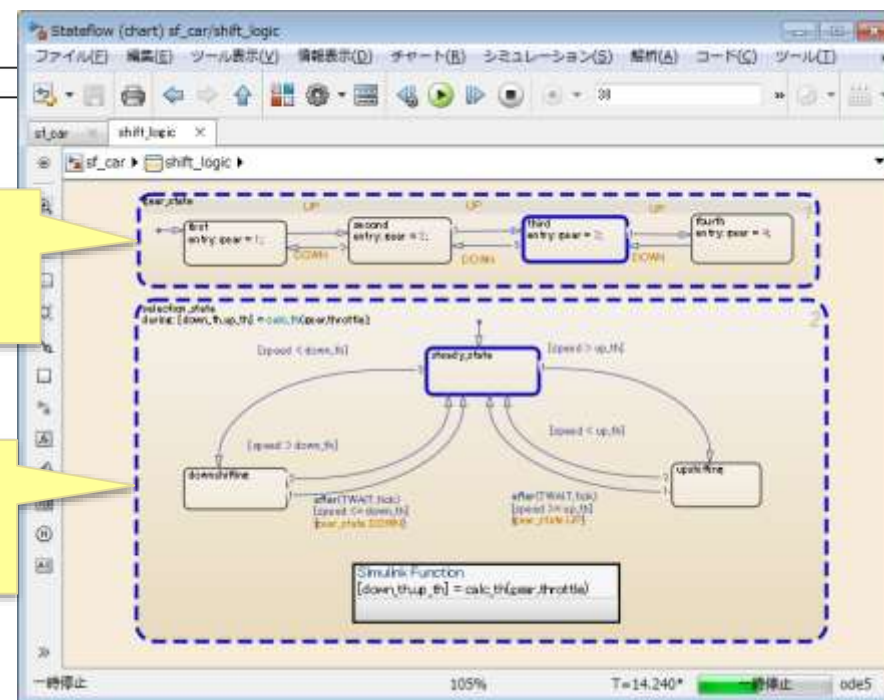 Stateflow (chart) sf_car/shift_logic
ファイル(F) 編集(E) ツール表示(V) 情報表示(D) チャート(R) シミュレーション(S) 解析(A) コード(C) ツール(T)
sf_car
shift_logic
sf_car ▶ shift_logic ▶
gear_state
1
UP
UP
UP
first
entry: gear = 1;
second
entry: gear = 2;
third
entry: gear = 3;
fourth
entry: gear = 4;
DOWN
DOWN
DOWN
selection_state
during: [down_th,up_th] = calc_th(gear,throttle);
2
[speed < down_th]
steady_state
[speed > up_th]
[speed > down_th]
[speed < up_th]
downshifting
upshifting
after(TWAIT,tick)
[speed <= down_th]
{gear_state.DOWN}
after(TWAIT,tick)
[speed >= up_th]
{gear_state.UP}
Simulink Function
[down_th,up_th] = calc_th(gear,throttle)
一時停止
105%
T=14.240*
一時停止
ode5